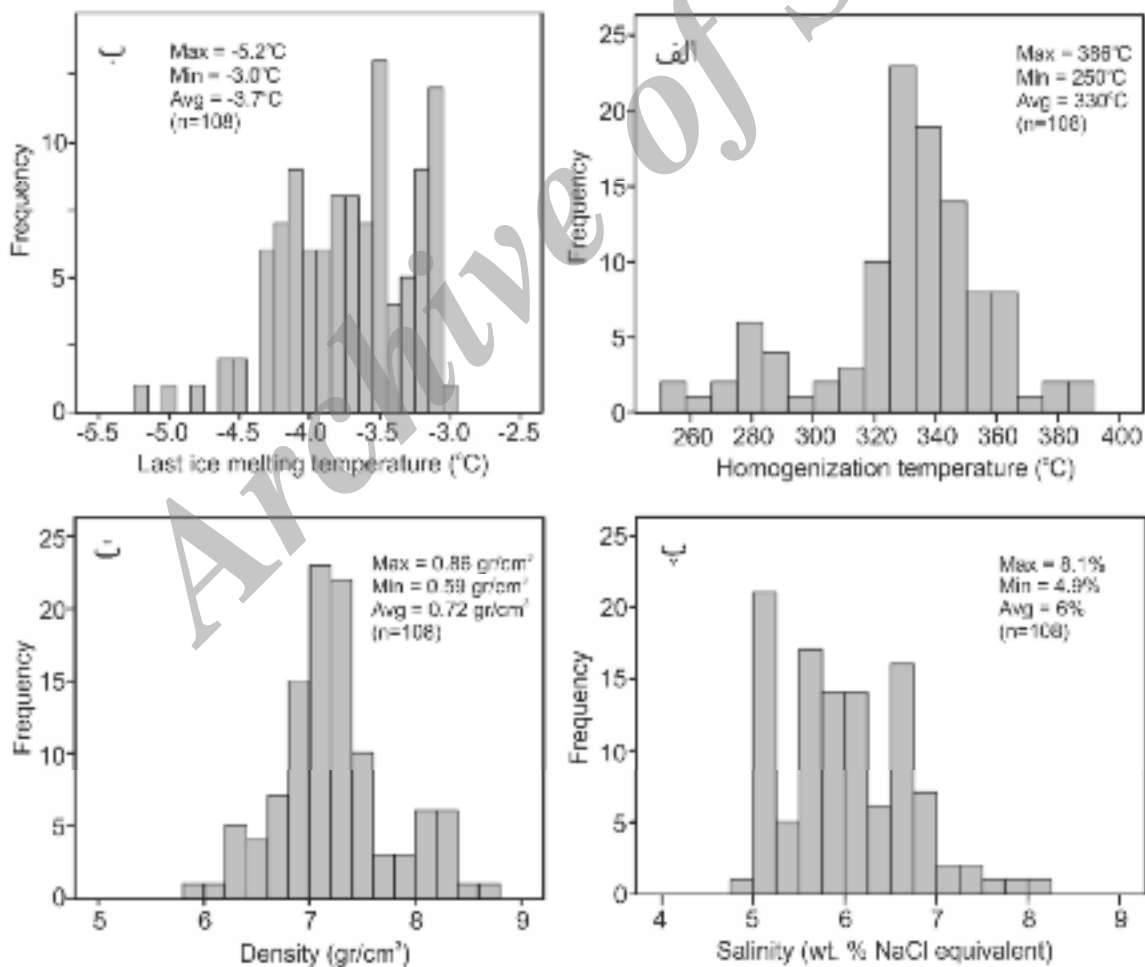 ب
Max = -5.2°C
Min = -3.0°C
Avg = -3.7°C
(n=108)
Frequency
10
5
0
-5.5 -5.0 -4.5 -4.0 -3.5 -3.0 -2.5
Last ice melting temperature (°C)
الف
Max = 386°C
Min = 250°C
Avg = 330°C
(n=108)
Frequency
25
20
15
10
5
0
260 280 300 320 340 360 380 400
Homogenization temperature (°C)
ت
Max = 0.86 gr/cm³
Min = 0.59 gr/cm³
Avg = 0.72 gr/cm³
(n=108)
Frequency
25
20
15
10
5
0
5 6 7 8 9
Density (gr/cm³)
پ
Max = 8.1%
Min = 4.9%
Avg = 6%
(n=108)
Frequency
25
20
15
10
5
0
4 5 6 7 8 9
Salinity (wt. % NaCl equivalent)
Archive of S